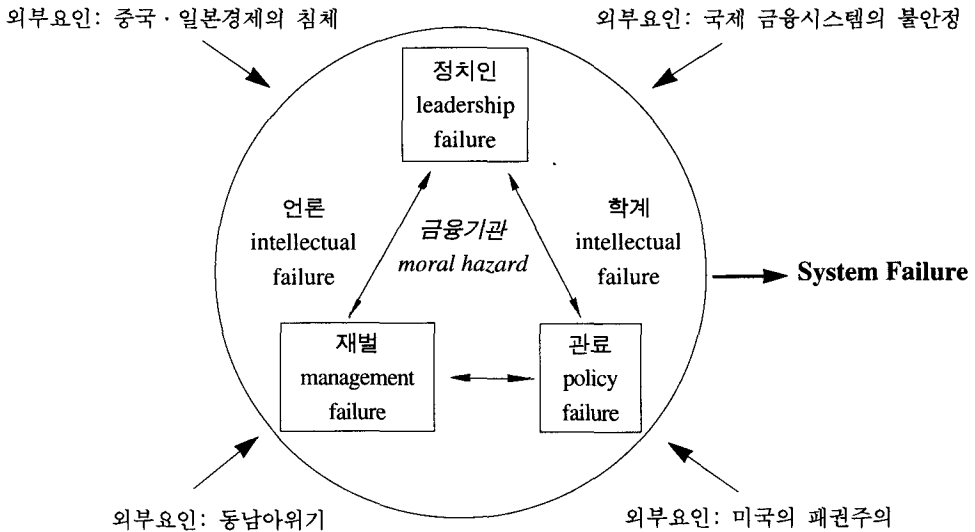 외부요인: 중국 · 일본경제의 침체
외부요인: 국제 금융시스템의 불안정
정치인
leadership
failure
언론
intellectual
failure
금융기관
moral hazard
학계
intellectual
failure
System Failure
재벌
management
failure
관료
policy
failure
외부요인: 동남아위기
외부요인: 미국의 패권주의